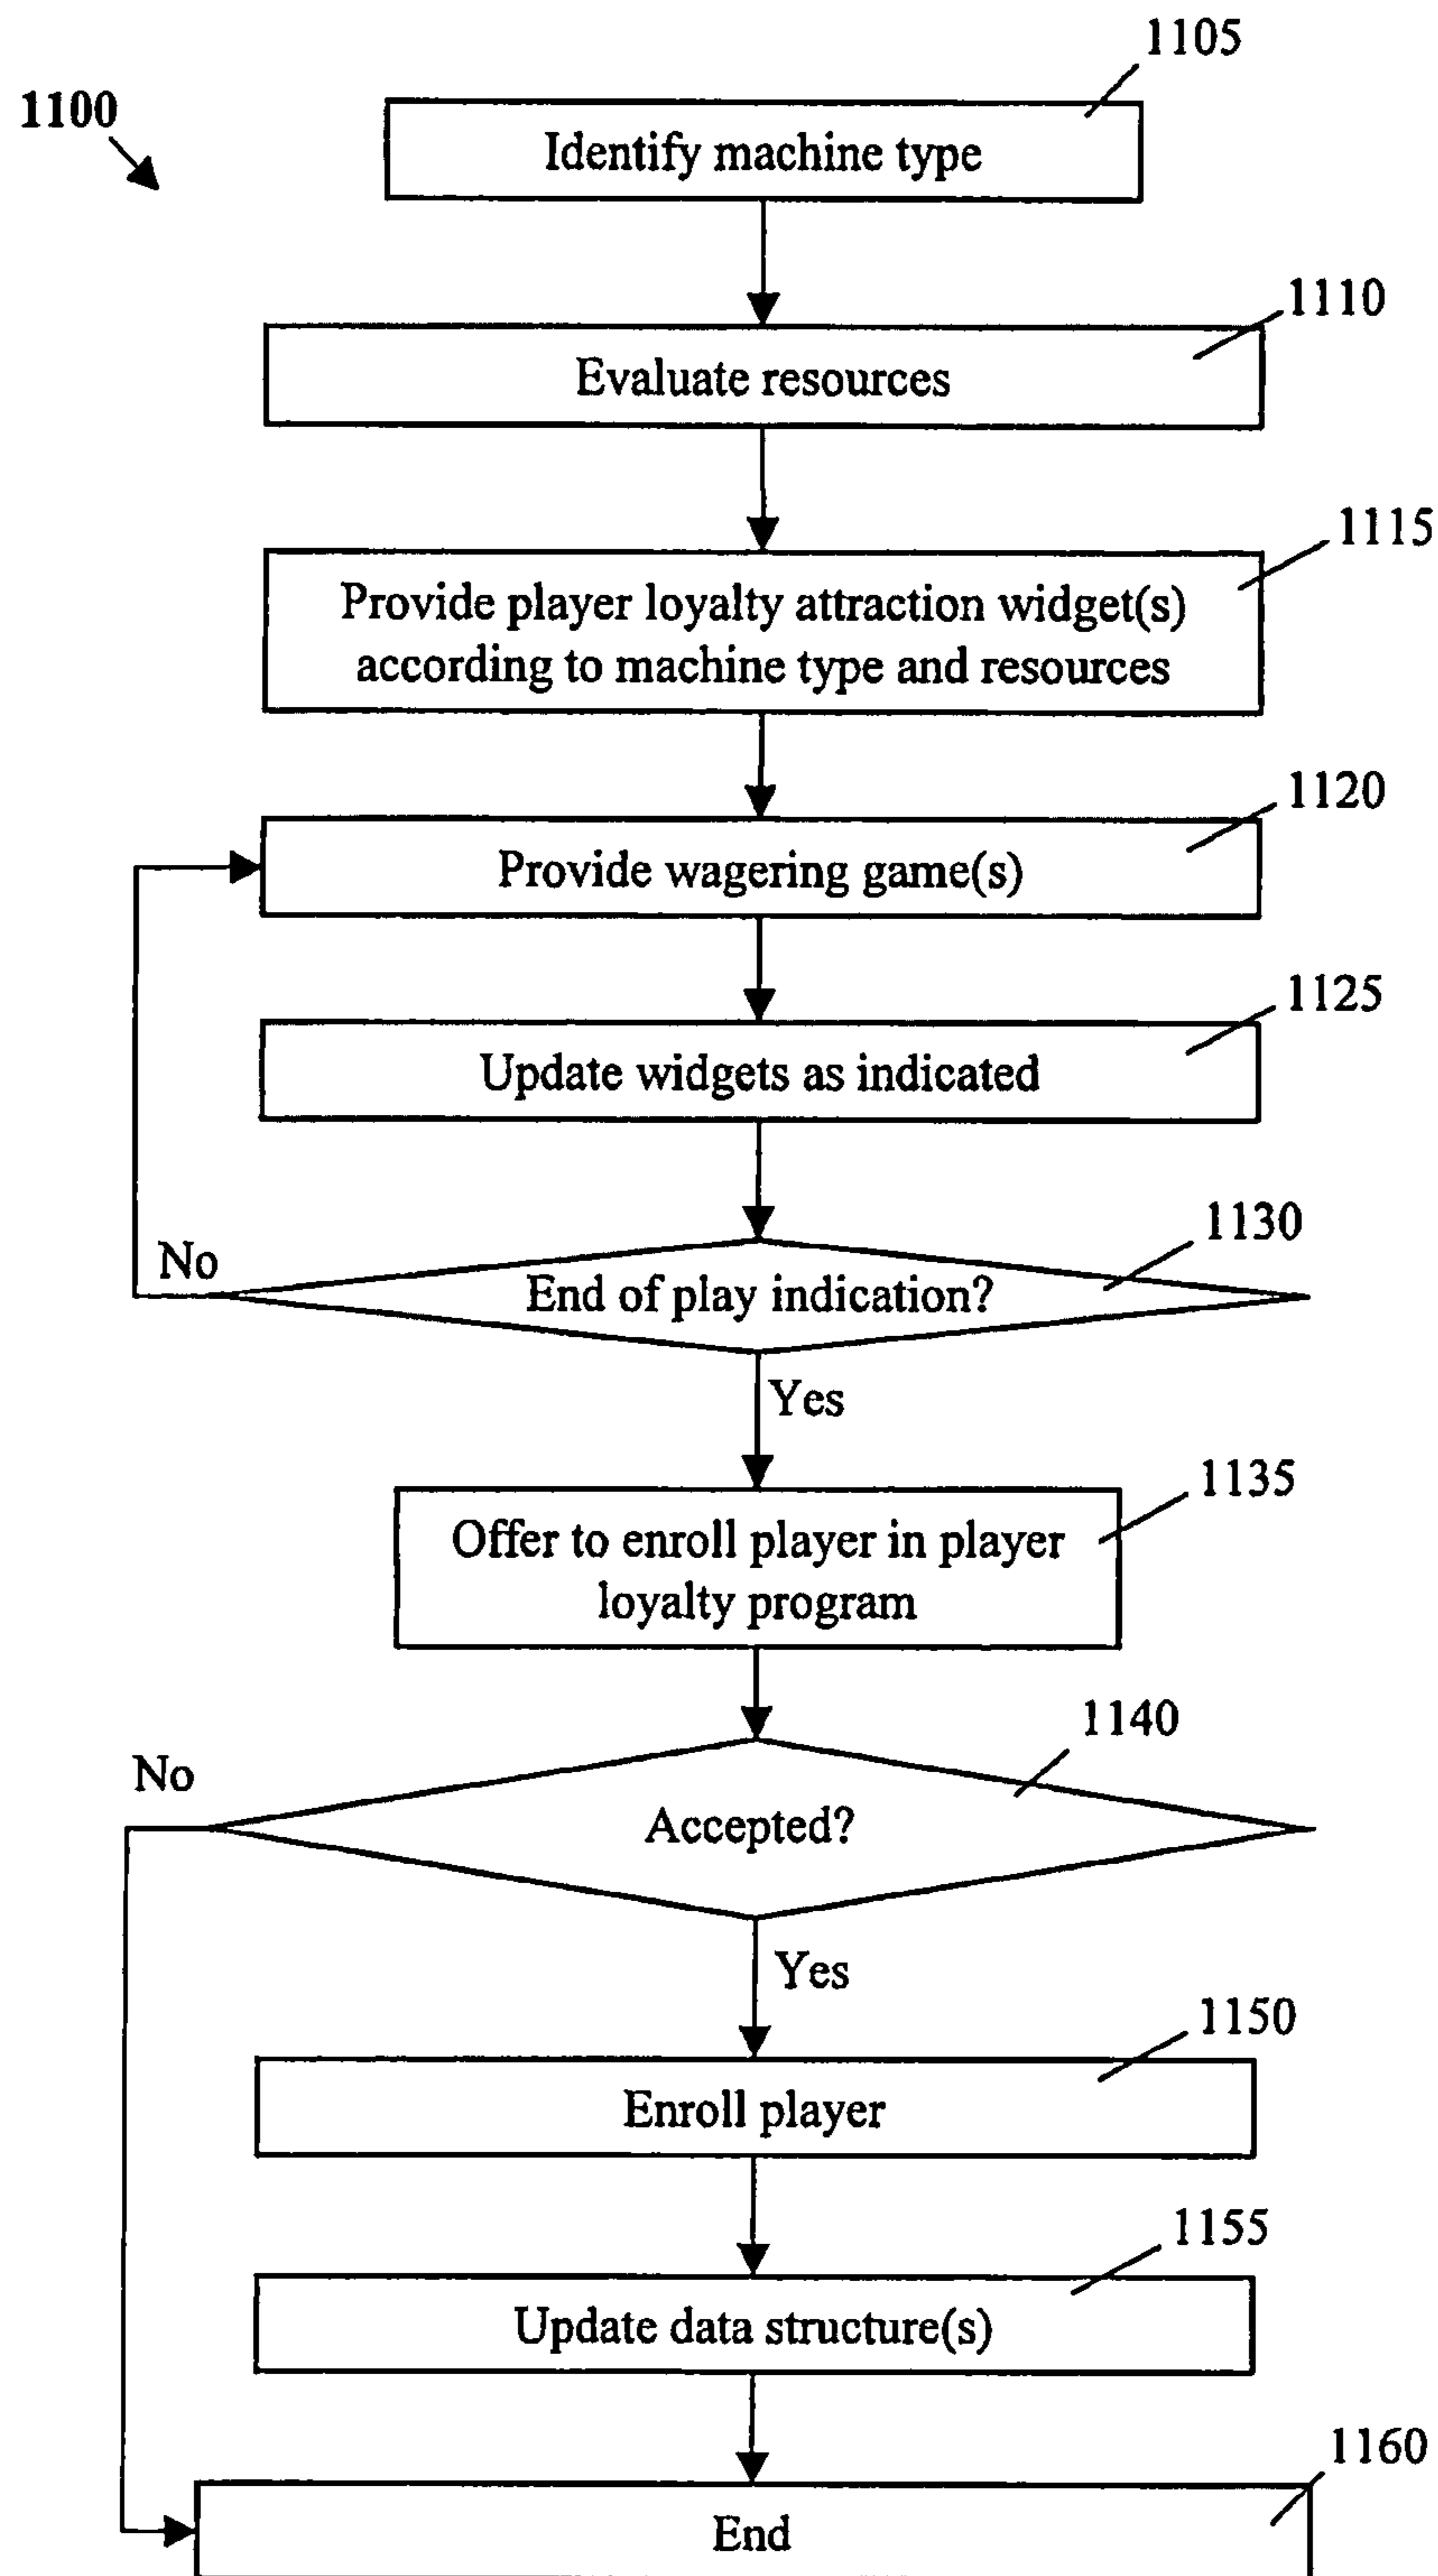 1105
1100
Identify machine type
1110
Evaluate resources
1115
Provide player loyalty attraction widget(s)
according to machine type and resources
1120
Provide wagering game(s)
1125
Update widgets as indicated
1130
No
End of play indication?
Yes
1135
Offer to enroll player in player
loyalty program
1140
No
Accepted?
Yes
1150
Enroll player
1155
Update data structure(s)
1160
End